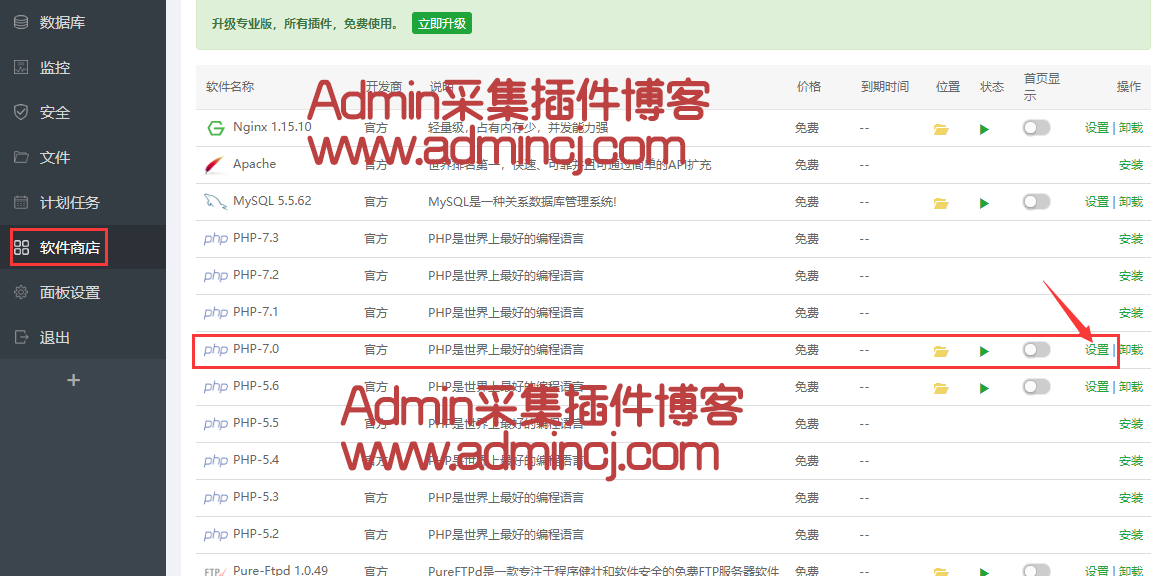 数据库
监控
安全
文件
计划任务
软件商店
面板设置
退出
+
升级专业版，所有插件，免费使用。 立即升级
软件名称 开发商 说明 价格 到期时间 位置 状态 首页显示 操作
Nginx 1.15.10 官方 轻量级，占有内存少，并发能力强 免费 -- 设置 | 卸载
Apache 官方 世界排名第一，快速、可靠并且可通过简单的API扩充 免费 -- 安装
MySQL 5.5.62 官方 MySQL是一种关系数据库管理系统! 免费 -- 设置 | 卸载
php PHP-7.3 官方 PHP是世界上最好的编程语言 免费 -- 安装
php PHP-7.2 官方 PHP是世界上最好的编程语言 免费 -- 安装
php PHP-7.1 官方 PHP是世界上最好的编程语言 免费 -- 安装
php PHP-7.0 官方 PHP是世界上最好的编程语言 免费 -- 设置 | 卸载
php PHP-5.6 官方 PHP是世界上最好的编程语言 免费 -- 设置 | 卸载
php PHP-5.5 官方 PHP是世界上最好的编程语言 免费 -- 安装
php PHP-5.4 官方 PHP是世界上最好的编程语言 免费 -- 安装
php PHP-5.3 官方 PHP是世界上最好的编程语言 免费 -- 安装
php PHP-5.2 官方 PHP是世界上最好的编程语言 免费 -- 安装
FTP Pure-Ftpd 1.0.49 官方 PureFTPd是一款专注于程序健壮和软件安全的免费FTP服务器软件 免费 -- 设置 | 卸载
Admin采集插件博客
www.admincj.com
Admin采集插件博客
www.admincj.com